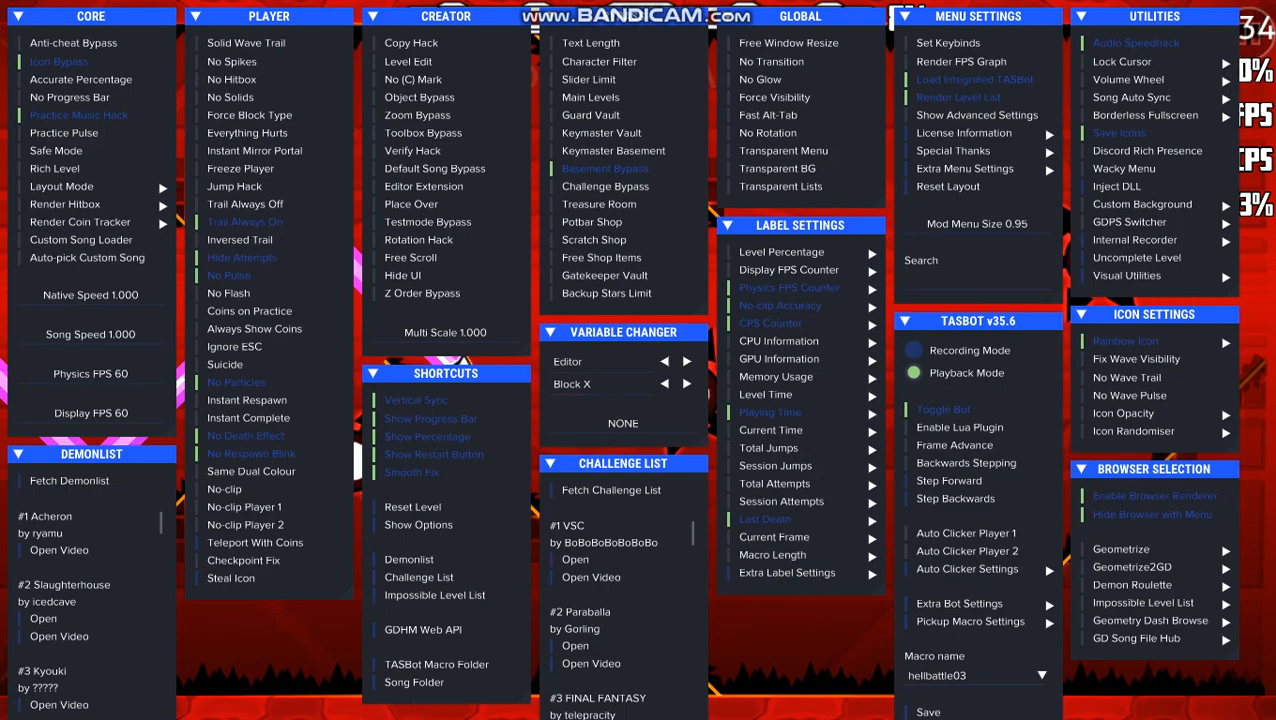 CORE
Anti-cheat Bypass
Icon Bypass
Accurate Percentage
No Progress Bar
Practice Music Hack
Practice Pulse
Safe Mode
Rich Level
Layout Mode
Render Hitbox
Render Coin Tracker
Custom Song Loader
Auto-pick Custom Song
Native Speed 1.000
Song Speed 1.000
Physics FPS 60
Display FPS 60
DEMONLIST
Fetch Demonlist
#1 Acheron
by ryamu
Open Video
#2 Slaughterhouse
by icedcave
Open
Open Video
#3 Kyouki
by ?????
Open Video
PLAYER
Solid Wave Trail
No Spikes
No Hitbox
No Solids
Force Block Type
Everything Hurts
Instant Mirror Portal
Freeze Player
Jump Hack
Trail Always Off
Trail Always On
Inversed Trail
Hide Attempts
No Pulse
No Flash
Coins on Practice
Always Show Coins
Ignore ESC
Suicide
No Particles
Instant Respawn
Instant Complete
No Death Effect
No Respawn Blink
Same Dual Colour
No-clip
No-clip Player 1
No-clip Player 2
Teleport With Coins
Checkpoint Fix
Steal Icon
CREATOR
Copy Hack
Level Edit
No (C) Mark
Object Bypass
Zoom Bypass
Toolbox Bypass
Verify Hack
Default Song Bypass
Editor Extension
Place Over
Testmode Bypass
Rotation Hack
Free Scroll
Hide UI
Z Order Bypass
Multi Scale 1.000
SHORTCUTS
Vertical Sync
Show Progress Bar
Show Percentage
Show Restart Button
Smooth Fix
Reset Level
Show Options
Demonlist
Challenge List
Impossible Level List
GDHM Web API
TASBot Macro Folder
Song Folder
www.BANDICAM.com
Text Length
Character Filter
Slider Limit
Main Levels
Guard Vault
Keymaster Vault
Keymaster Basement
Basement Bypass
Challenge Bypass
Treasure Room
Potbar Shop
Scratch Shop
Free Shop Items
Gatekeeper Vault
Backup Stars Limit
VARIABLE CHANGER
Editor
Block X
NONE
CHALLENGE LIST
Fetch Challenge List
#1 VSC
by BoBoBoBoBoBoBo
Open
Open Video
#2 Paraballa
by Gorling
Open
Open Video
#3 FINAL FANTASY
by telepracity
GLOBAL
Free Window Resize
No Transition
No Glow
Force Visibility
Fast Alt-Tab
No Rotation
Transparent Menu
Transparent BG
Transparent Lists
LABEL SETTINGS
Level Percentage
Display FPS Counter
Physics FPS Counter
No-clip Accuracy
CPS Counter
CPU Information
GPU Information
Memory Usage
Level Time
Playing Time
Current Time
Total Jumps
Session Jumps
Total Attempts
Session Attempts
Last Death
Current Frame
Macro Length
Extra Label Settings
MENU SETTINGS
Set Keybinds
Render FPS Graph
Load Integrated TASBot
Render Level List
Show Advanced Settings
License Information
Special Thanks
Extra Menu Settings
Reset Layout
Mod Menu Size 0.95
Search
TASBOT v35.6
Recording Mode
Playback Mode
Toggle Bot
Enable Lua Plugin
Frame Advance
Backwards Stepping
Step Forward
Step Backwards
Auto Clicker Player 1
Auto Clicker Player 2
Auto Clicker Settings
Extra Bot Settings
Pickup Macro Settings
Macro name
hellbattle03
Save
UTILITIES
Audio Speedhack
Lock Cursor
Volume Wheel
Song Auto Sync
Borderless Fullscreen
Save Icons
Discord Rich Presence
Wacky Menu
Inject DLL
Custom Background
GDPS Switcher
Internal Recorder
Uncomplete Level
Visual Utilities
ICON SETTINGS
Rainbow Icon
Fix Wave Visibility
No Wave Trail
No Wave Pulse
Icon Opacity
Icon Randomiser
BROWSER SELECTION
Enable Browser Renderer
Hide Browser with Menu
Geometrize
Geometrize2GD
Demon Roulette
Impossible Level List
Geometry Dash Browse
GD Song File Hub
34
0%
FPS
CPS
3%